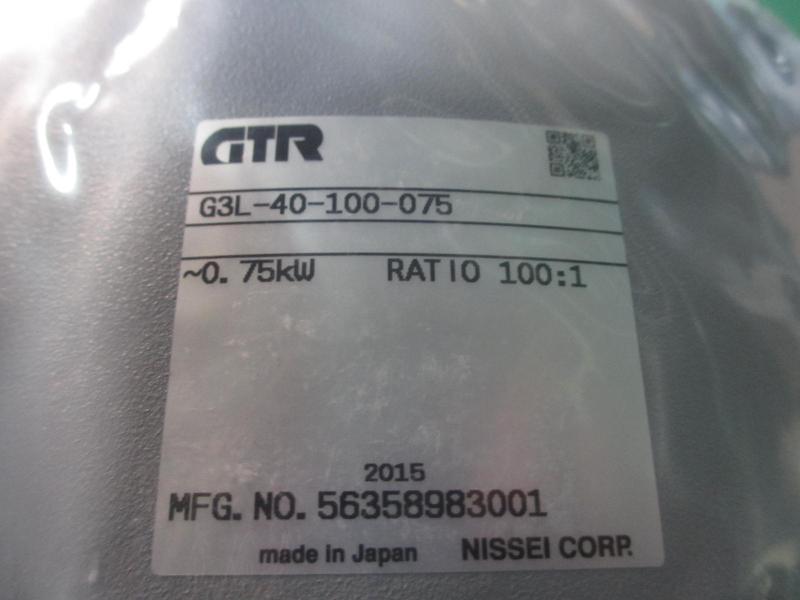 GTR
G3L-40-100-075
~0.75kW RATIO 100:1
2015
MFG. NO. 56358983001
made in Japan NISSEI CORP.